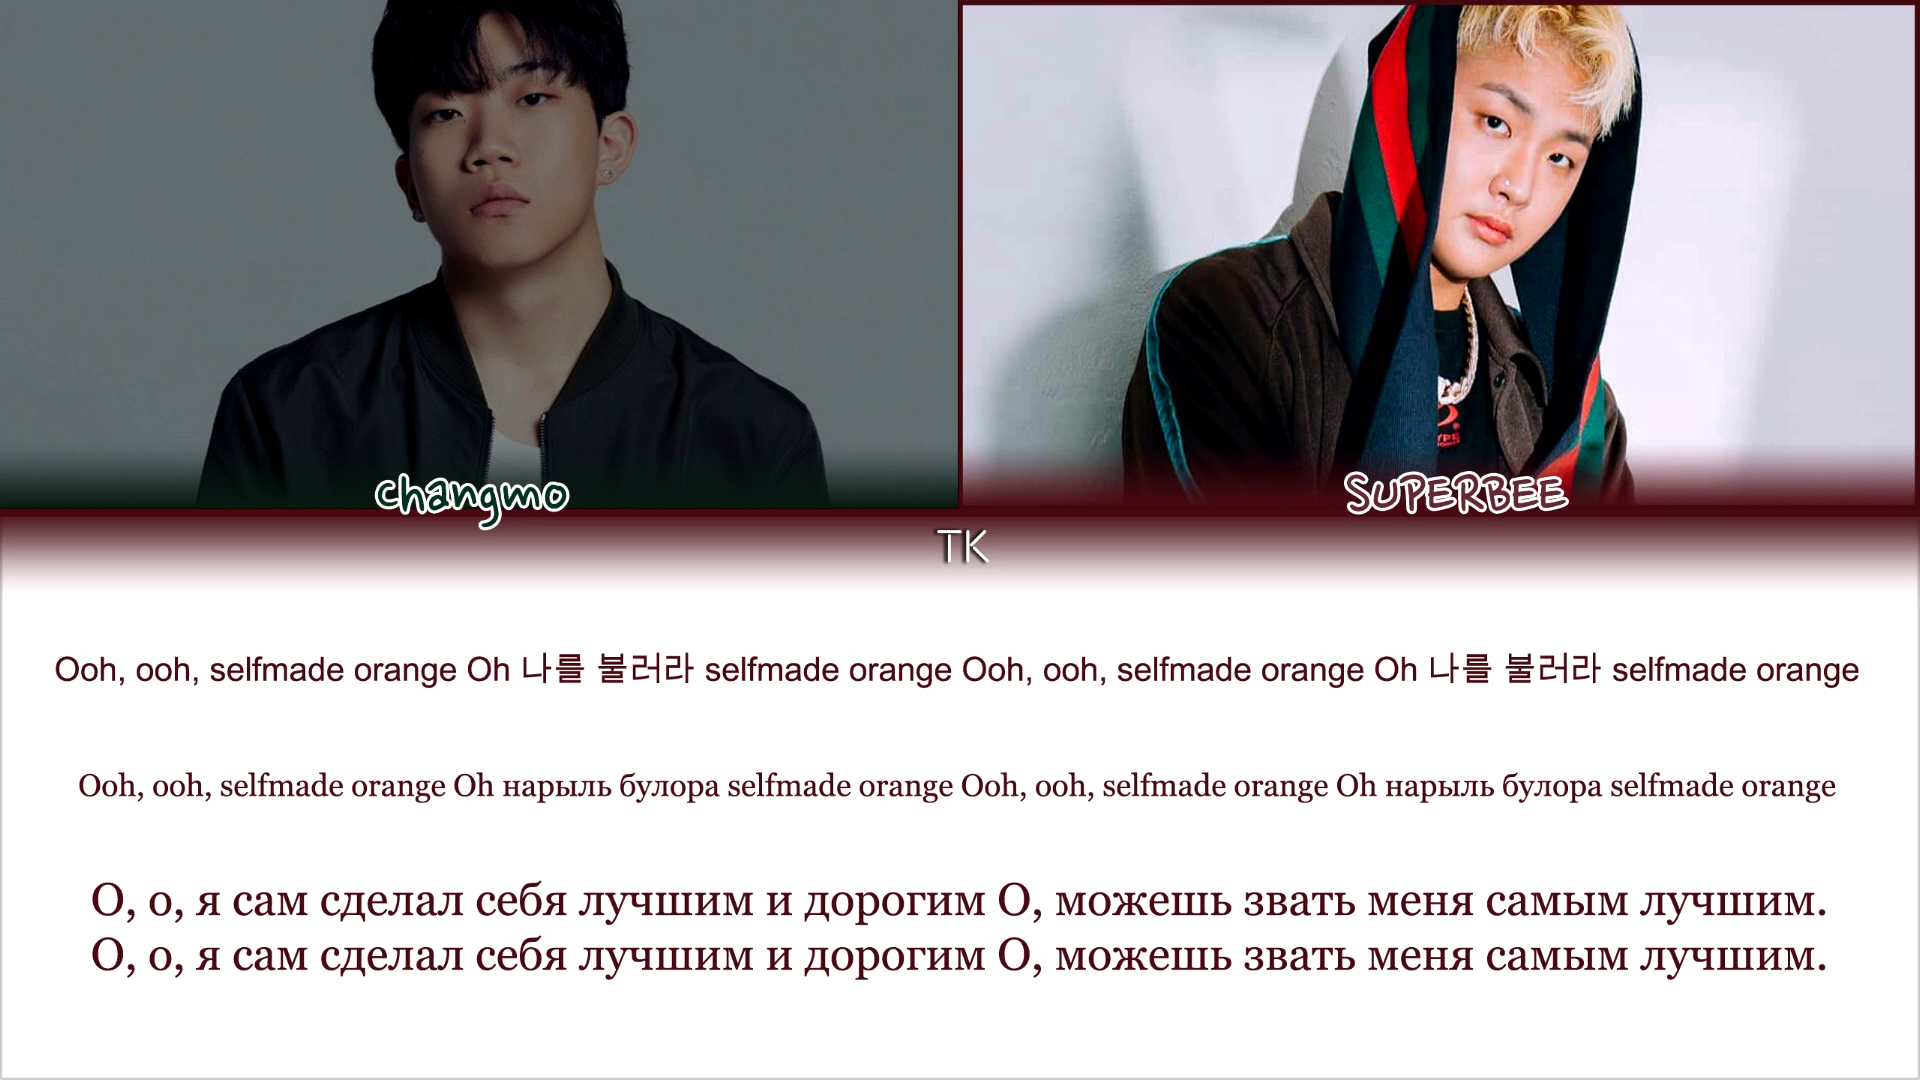 changmo
SUPERBEE
TK
Ooh, ooh, selfmade orange Oh 나를 불러라 selfmade orange Ooh, ooh, selfmade orange Oh 나를 불러라 selfmade orange
Ooh, ooh, selfmade orange Oh нарыль булора selfmade orange Ooh, ooh, selfmade orange Oh нарыль булора selfmade orange
О, о, я сам сделал себя лучшим и дорогим О, можешь звать меня самым лучшим.
О, о, я сам сделал себя лучшим и дорогим О, можешь звать меня самым лучшим.